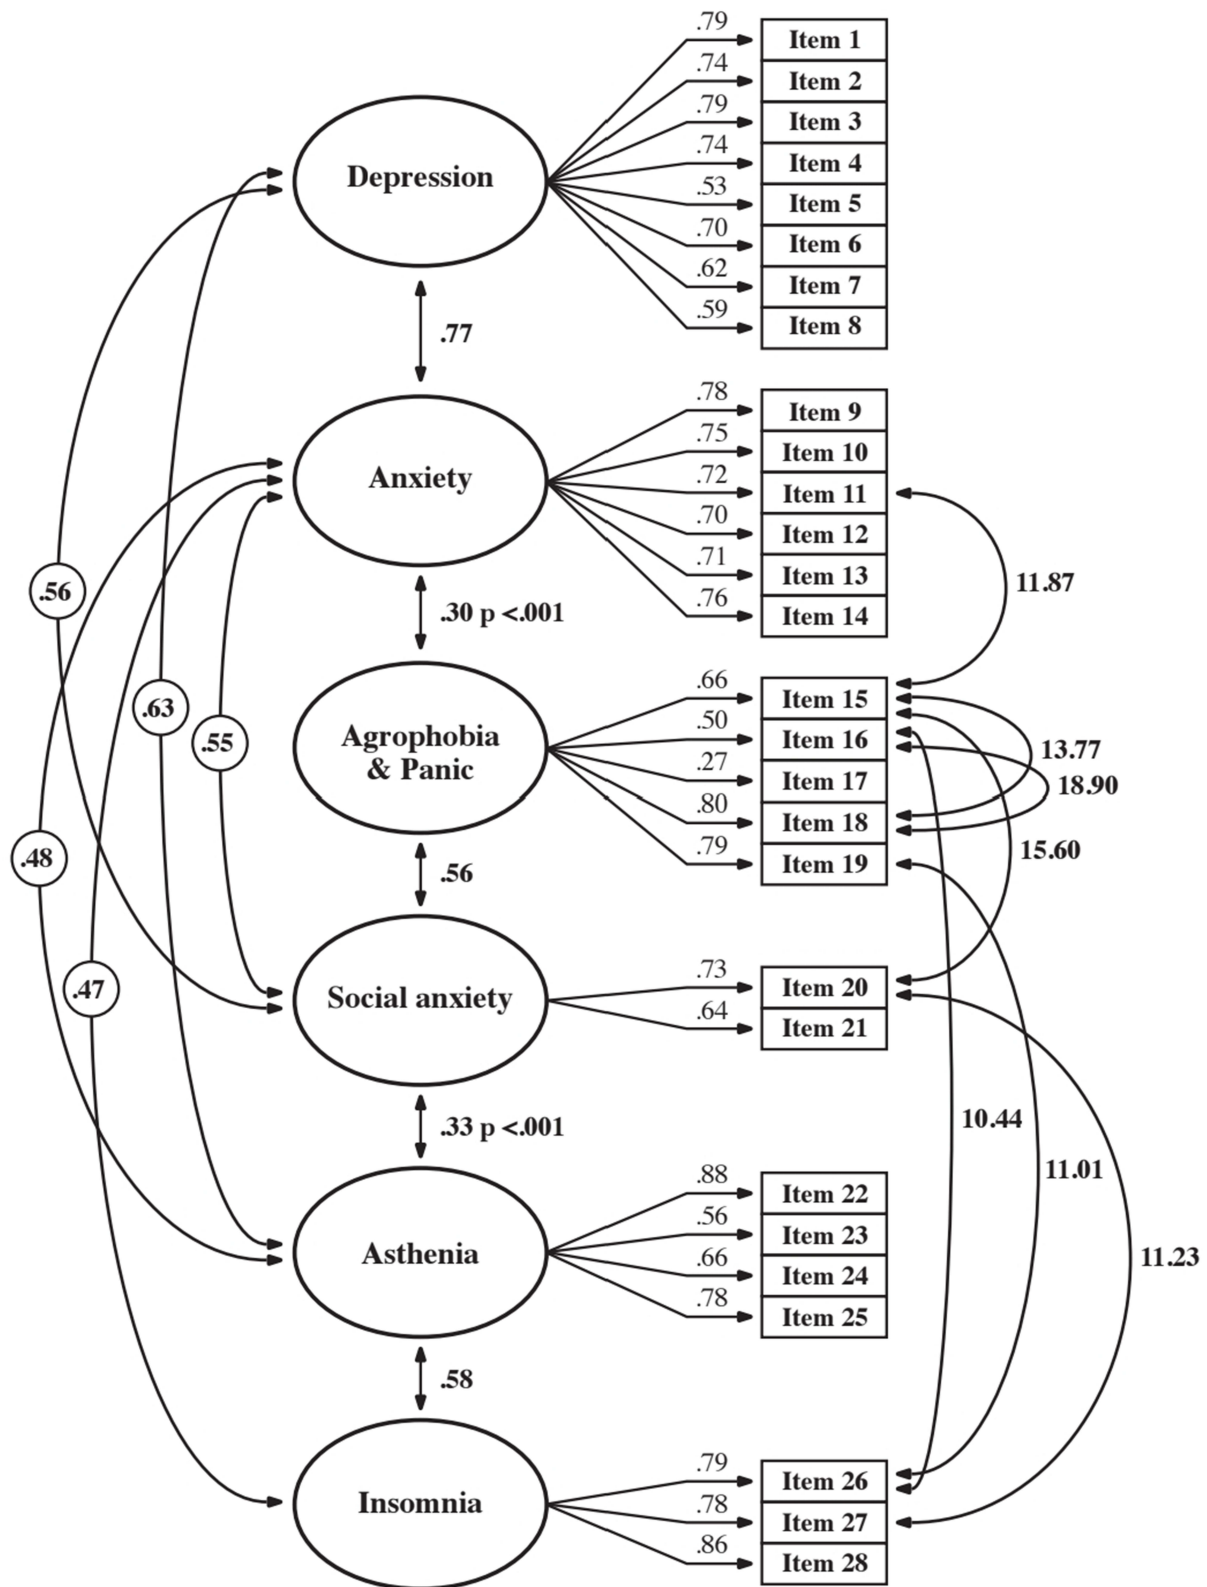 .79
Item 1
.74
Item 2
.79
Item 3
.74
Item 4
.53
Item 5
.70
Item 6
.62
Item 7
.59
Item 8
Depression
.77
.78
Item 9
.75
Item 10
.72
Item 11
.70
Item 12
.71
Item 13
.76
Item 14
Anxiety
11.87
.56
.30 p <.001
.66
Item 15
.50
Item 16
.27
Item 17
.80
Item 18
.79
Item 19
Agrophobia
& Panic
.63
.55
13.77
18.90
15.60
.48
.56
.47
Social anxiety
.73
Item 20
.64
Item 21
.33 p <.001
10.44
11.01
.88
Item 22
.56
Item 23
.66
Item 24
.78
Item 25
Asthenia
11.23
.58
.79
Item 26
.78
Item 27
.86
Item 28
Insomnia